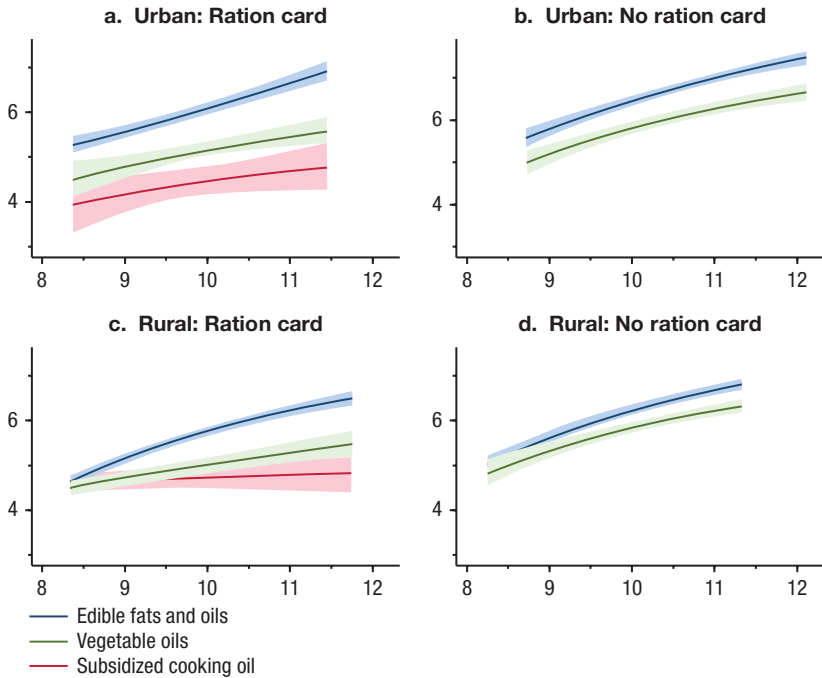 a. Urban: Ration card
b. Urban: No ration card
6
4
8 9 10 11 12
6
4
8 9 10 11 12
c. Rural: Ration card
d. Rural: No ration card
6
4
8 9 10 11 12
6
4
8 9 10 11 12
Edible fats and oils
Vegetable oils
Subsidized cooking oil